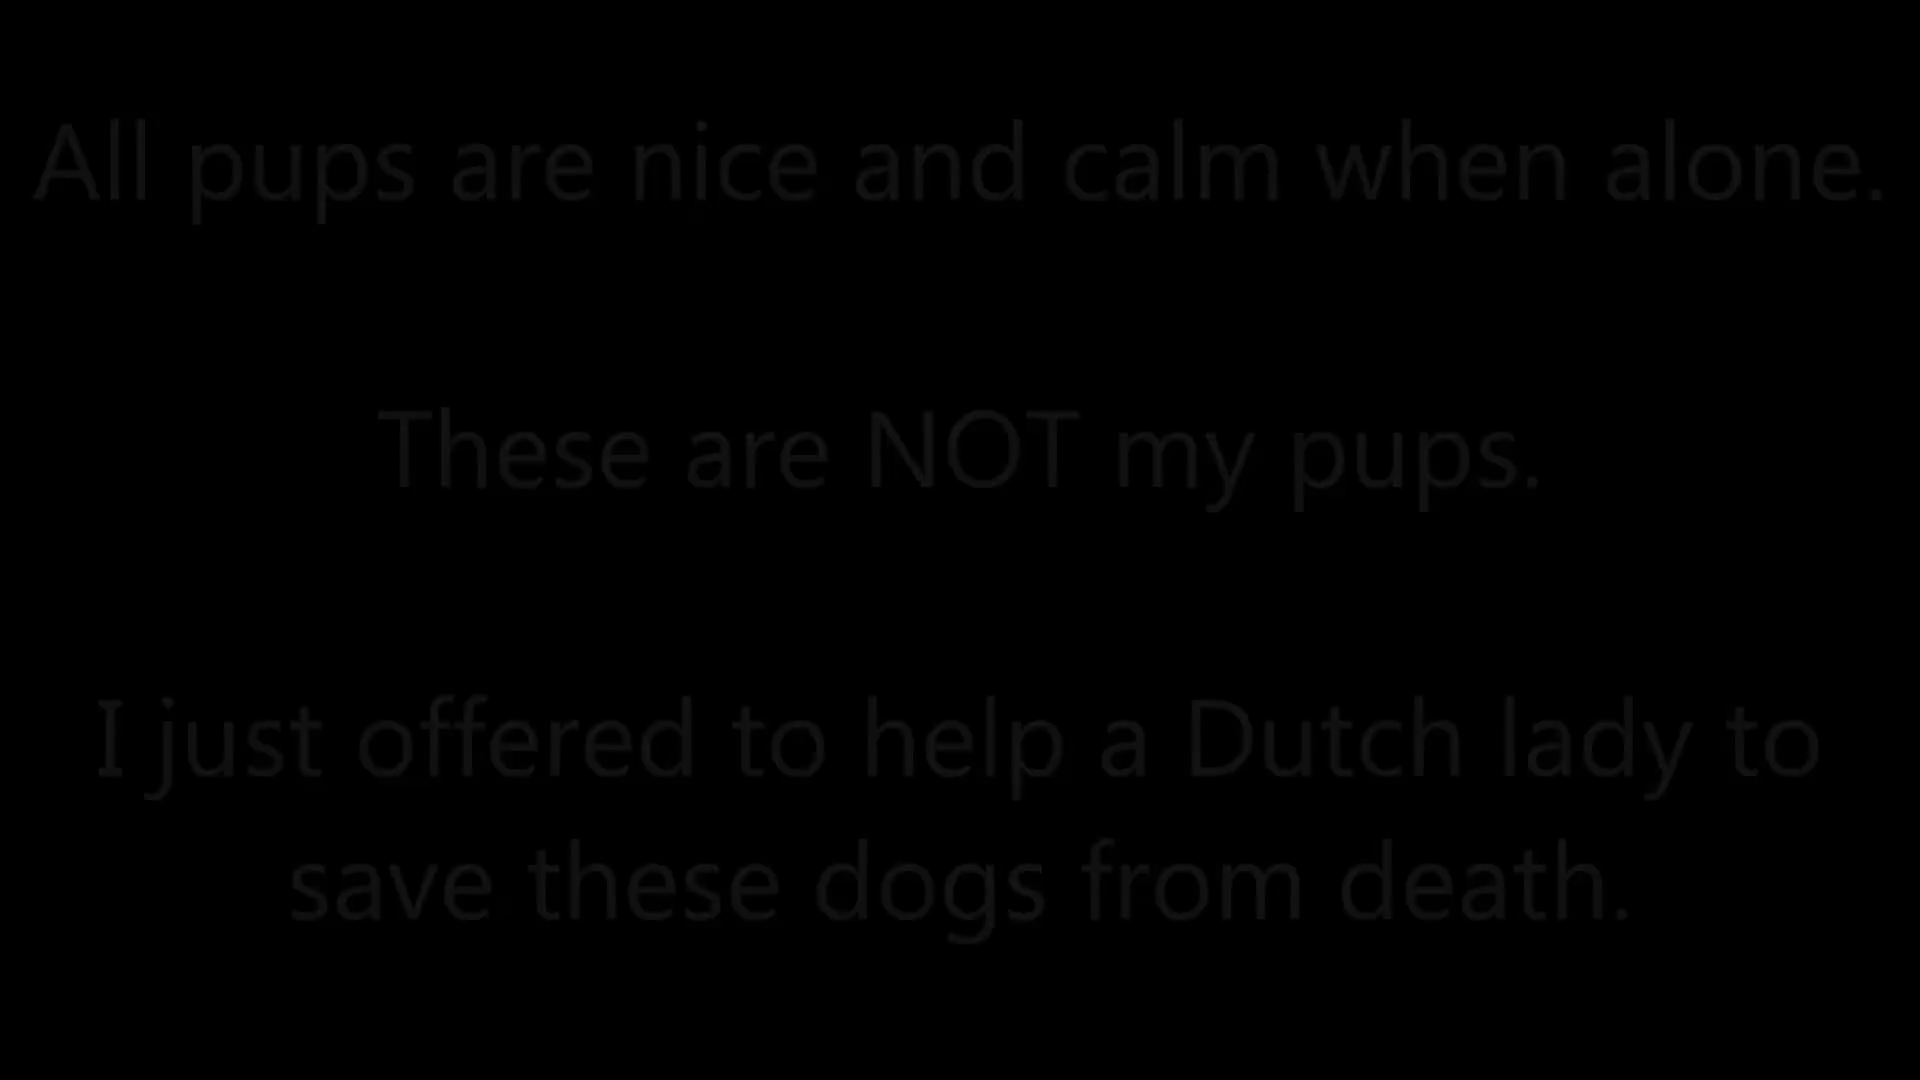 All pups are nice and calm when alone.
These are NOT my pups.
I just offered to help a Dutch lady to
save these dogs from death.